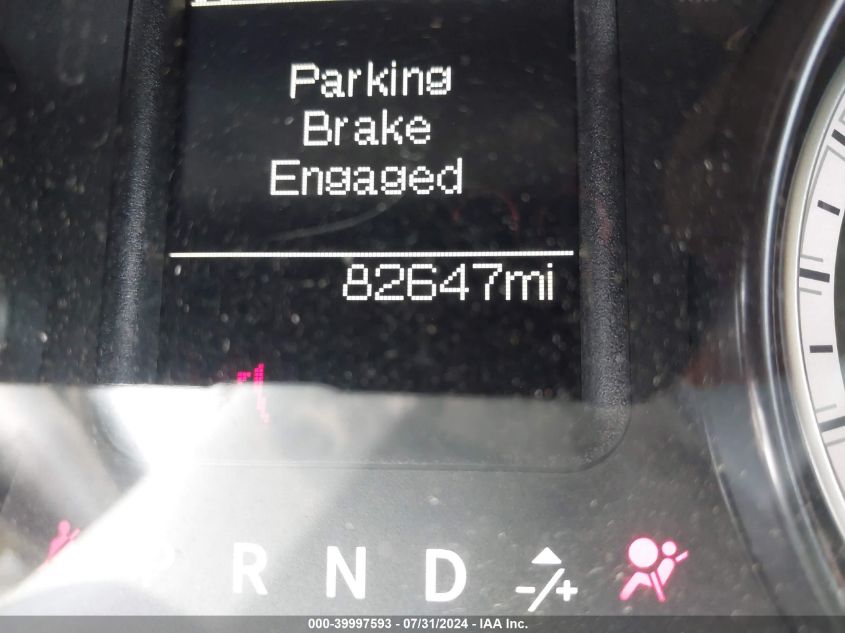 Parking
Brake
Engaged
82647mi
P R N D -/+
000-39997593 - 07/31/2024 - IAA Inc.